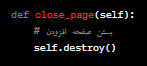 def close_page(self):
# بستن صفحه افزودن
self.destroy()